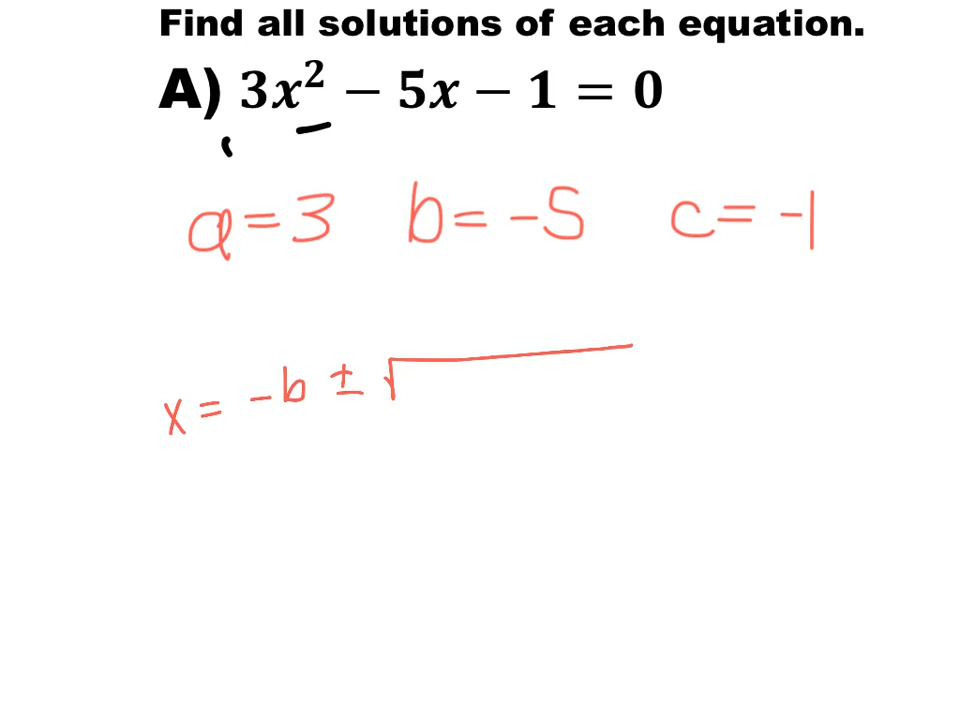 Find all solutions of each equation.
A) 3x² − 5x − 1 = 0
a = 3 b = -5 c = -1
x = -b ± √